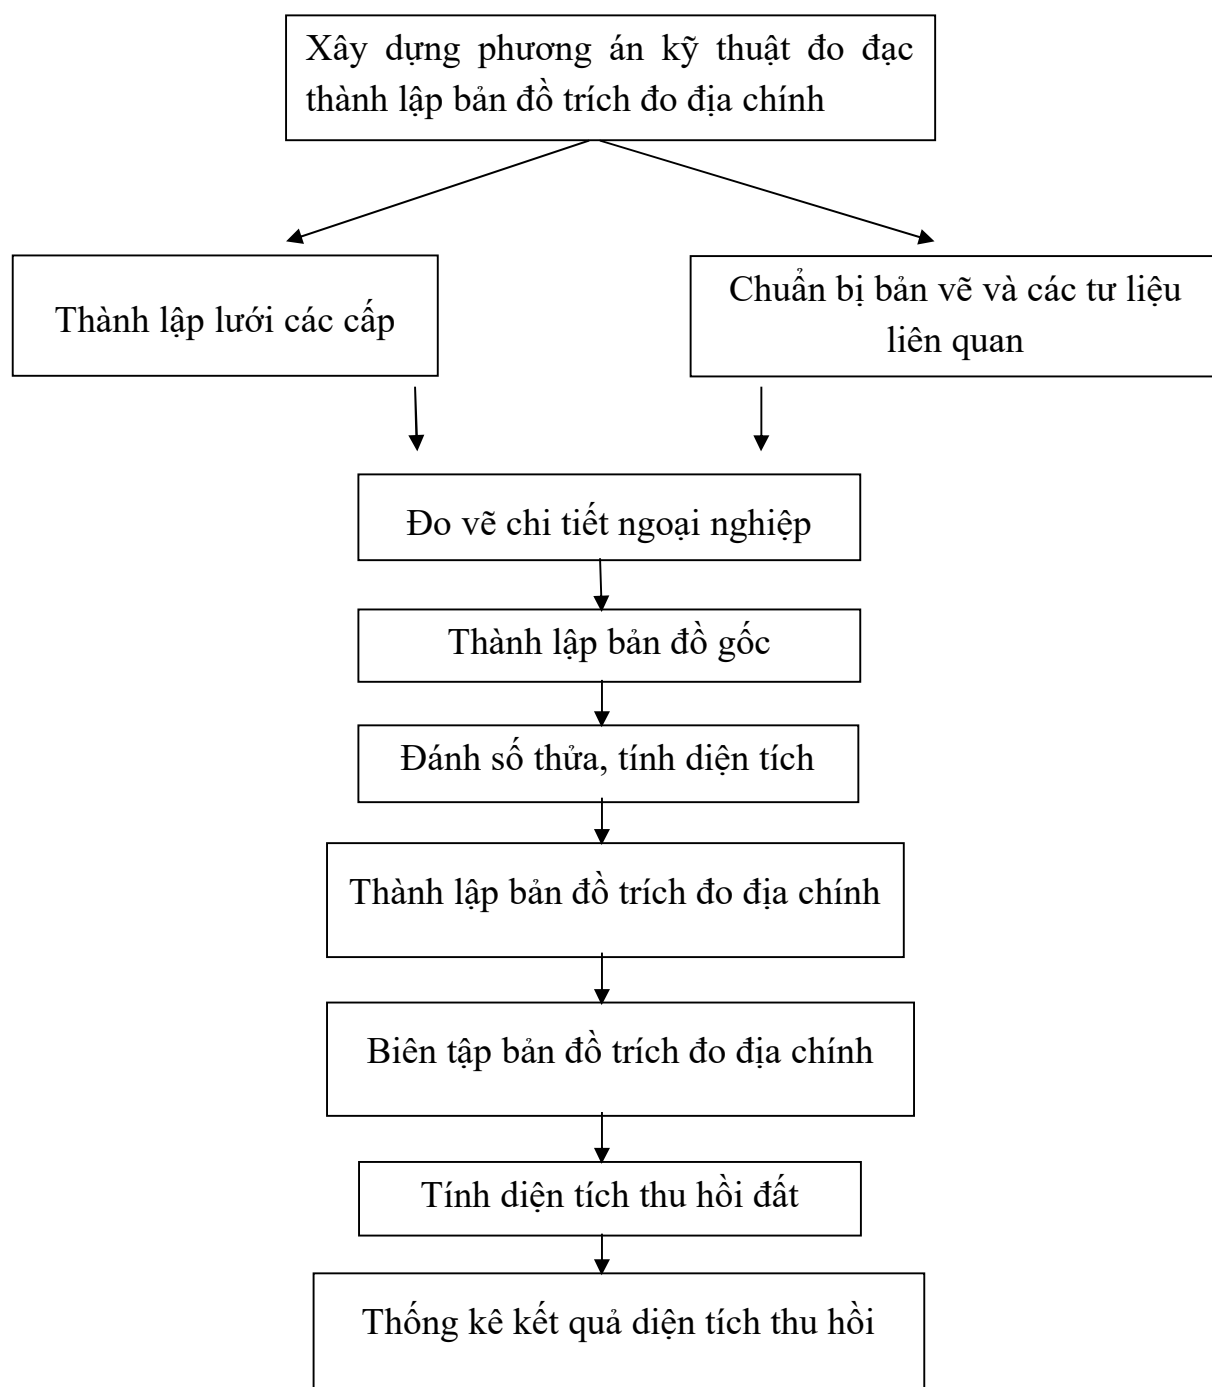 Xây dựng phương án kỹ thuật đo đạc
thành lập bản đồ trích đo địa chính
Thành lập lưới các cấp
Chuẩn bị bản vẽ và các tư liệu
liên quan
Đo vẽ chi tiết ngoại nghiệp
Thành lập bản đồ gốc
Đánh số thửa, tính diện tích
Thành lập bản đồ trích đo địa chính
Biên tập bản đồ trích đo địa chính
Tính diện tích thu hồi đất
Thống kê kết quả diện tích thu hồi